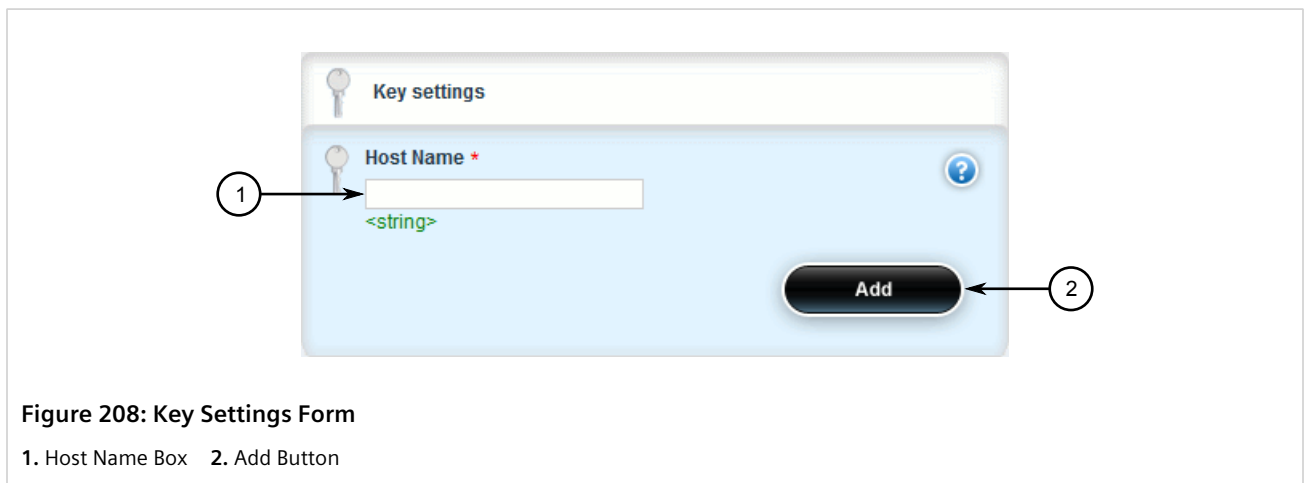 Key settings
Host Name *
?
1
<string>
Add
2
Figure 208: Key Settings Form
1. Host Name Box 2. Add Button